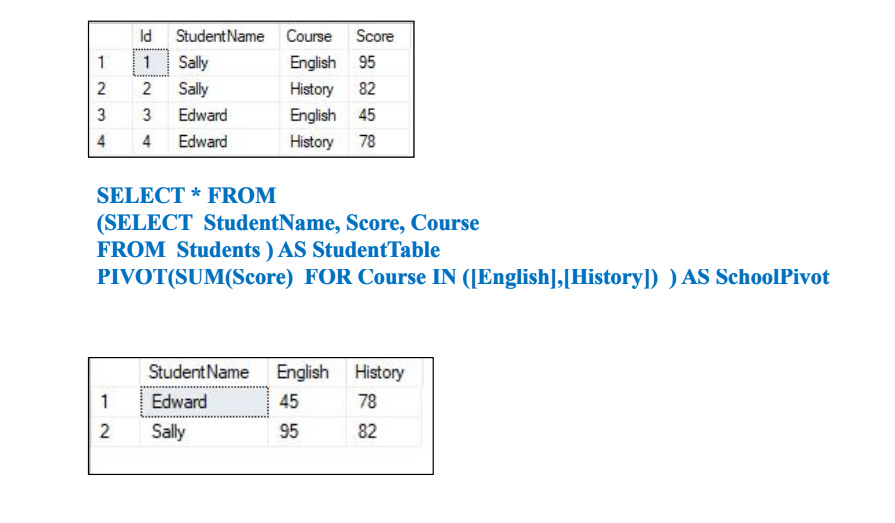 Id StudentName Course Score
1 1 Sally English 95
2 2 Sally History 82
3 3 Edward English 45
4 4 Edward History 78
SELECT * FROM
(SELECT StudentName, Score, Course
FROM Students ) AS StudentTable
PIVOT(SUM(Score) FOR Course IN ([English],[History]) ) AS SchoolPivot
StudentName English History
1 Edward 45 78
2 Sally 95 82